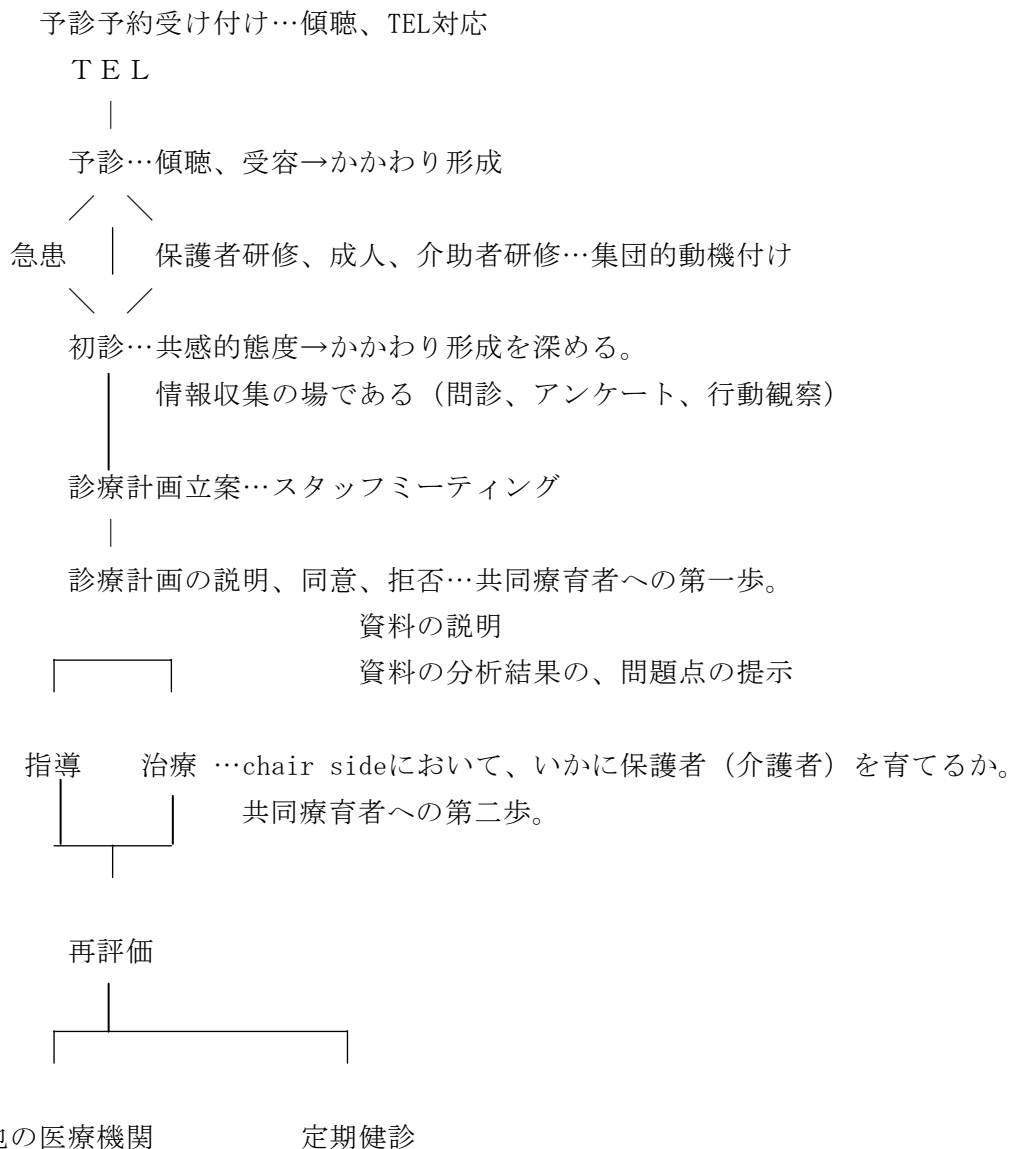 予診予約受け付け…傾聴、TEL対応
ＴＥＬ
予診…傾聴、受容→かかわり形成
急患 保護者研修、成人、介助者研修…集団的動機付け
初診…共感的態度→かかわり形成を深める。
情報収集の場である（問診、アンケート、行動観察）
診療計画立案…スタッフミーティング
診療計画の説明、同意、拒否…共同療育者への第一歩。
資料の説明
資料の分析結果の、問題点の提示
指導 治療 …chair sideにおいて、いかに保護者（介護者）を育てるか。
共同療育者への第二歩。
再評価
の医療機関 定期健診